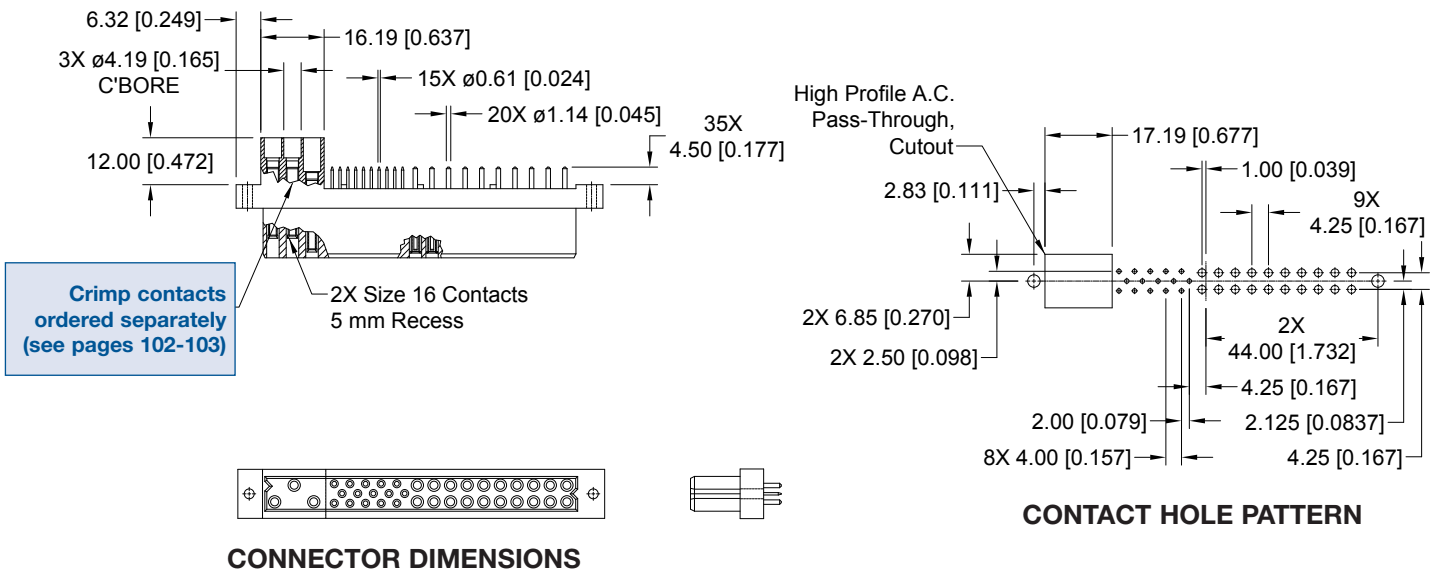 6.32 [0.249]
16.19 [0.637]
3X ø4.19 [0.165]
C'BORE
15X ø0.61 [0.024]
20X ø1.14 [0.045]
35X
4.50 [0.177]
12.00 [0.472]
Crimp contacts
ordered separately
(see pages 102-103)
2X Size 16 Contacts
5 mm Recess
CONNECTOR DIMENSIONS
High Profile A.C.
Pass-Through,
Cutout
17.19 [0.677]
1.00 [0.039]
2.83 [0.111]
9X
4.25 [0.167]
2X 6.85 [0.270]
2X 2.50 [0.098]
2X
44.00 [1.732]
4.25 [0.167]
2.00 [0.079]
2.125 [0.0837]
8X 4.00 [0.157]
4.25 [0.167]
CONTACT HOLE PATTERN